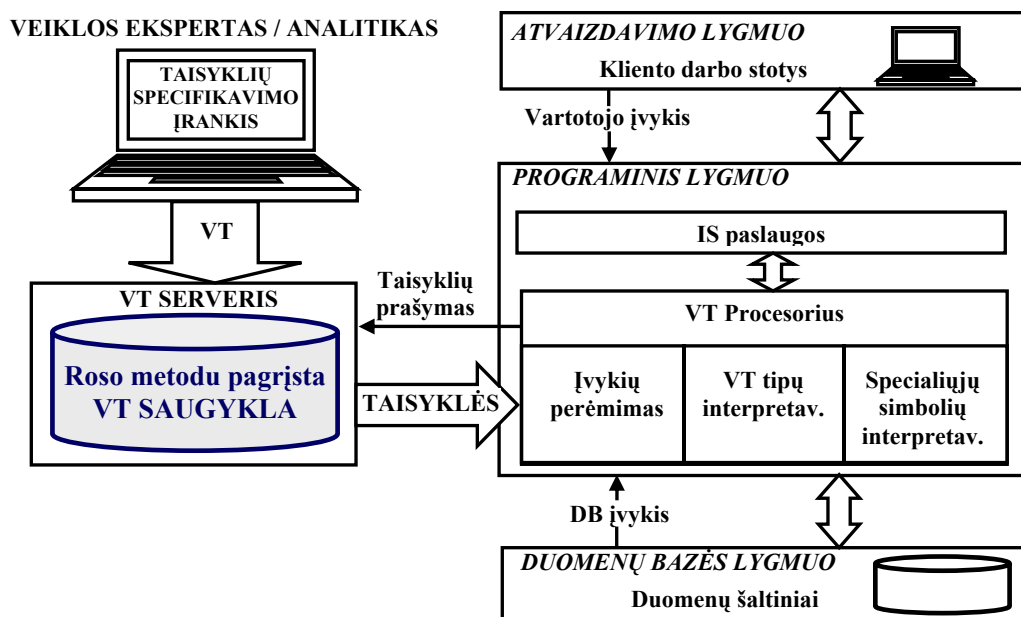 VEIKLOS EKSPERTAS / ANALITIKAS
TAISYKLIŲ
SPECIFIKAVIMO
ĮRANKIS
VT
VT SERVERIS
Roso metodu pagrįsta
VT SAUGYKLA
Taisyklių
prašymas
TAISYKLĖS
ATVAIZDAVIMO LYGMUO
Kliento darbo stotys
Vartotojo įvykis
PROGRAMINIS LYGMUO
IS paslaugos
VT Procesorius
Įvykių
perėmimas
VT tipų
interpretav.
Specialiųjų
simbolių
interpretav.
DB įvykis
DUOMENŲ BAZĖS LYGMUO
Duomenų šaltiniai